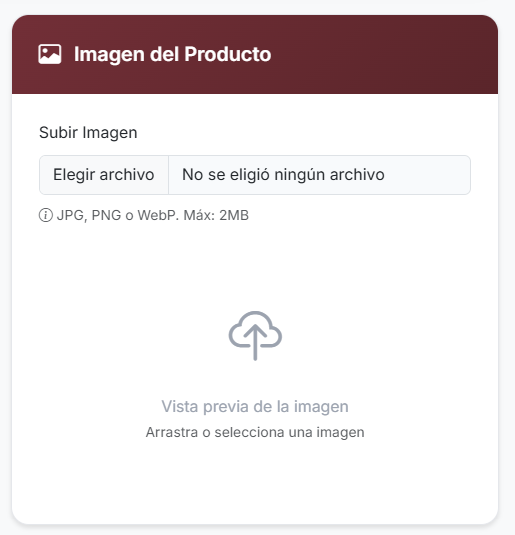 Imagen del Producto
Subir Imagen
Elegir archivo No se eligió ningún archivo
JPG, PNG o WebP. Máx: 2MB
Vista previa de la imagen
Arrastra o selecciona una imagen